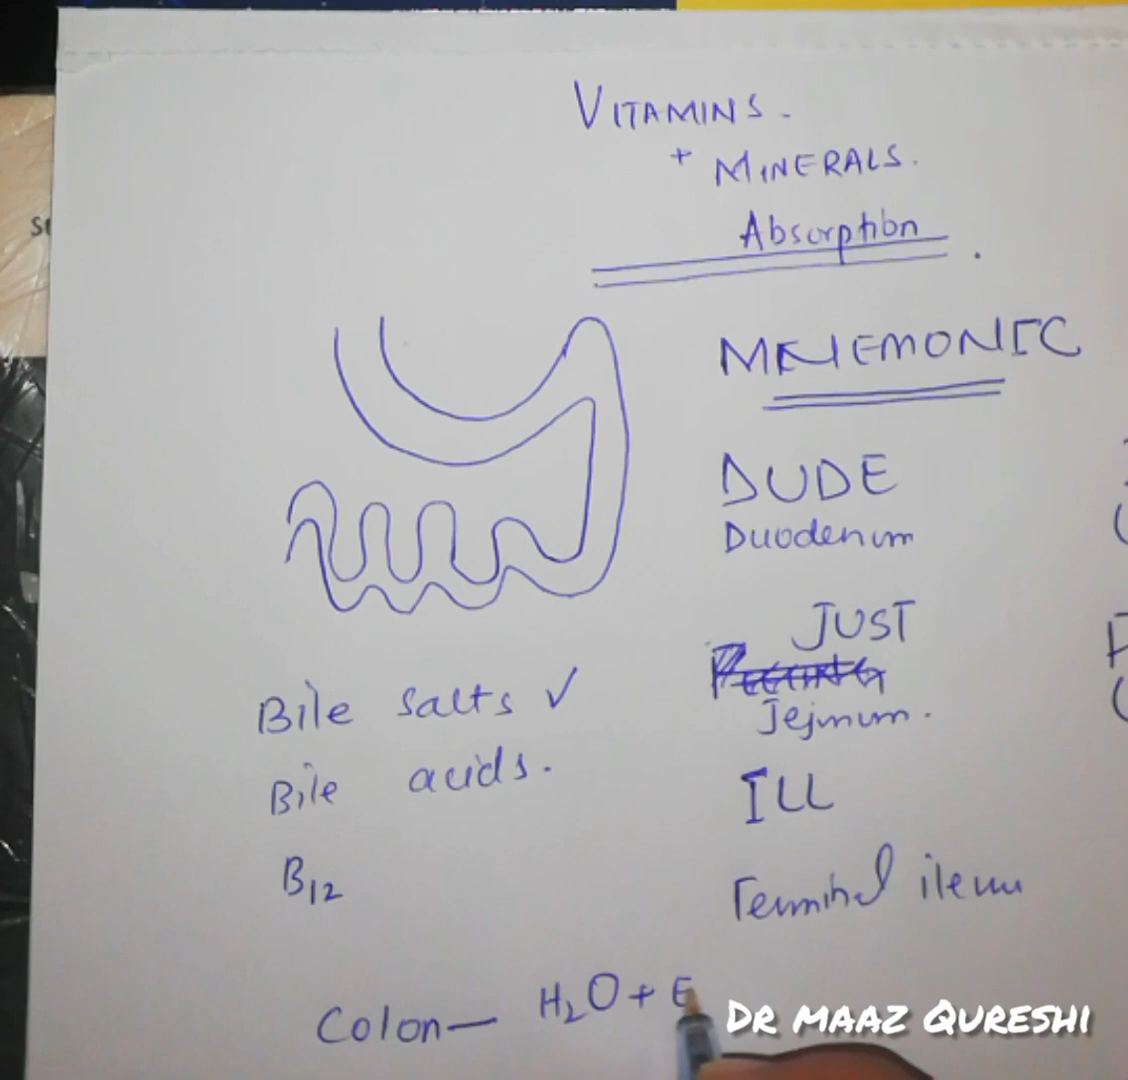 VITAMINS.
+ MINERALS.
Absorption
MNEMONIC
DUDE
Duodenum
JUST
Jejunum.
ILL
Terminal ileum
Bile salts ✓
Bile acids.
B12
Colon — H2O + E
DR MAAZ QURESHI